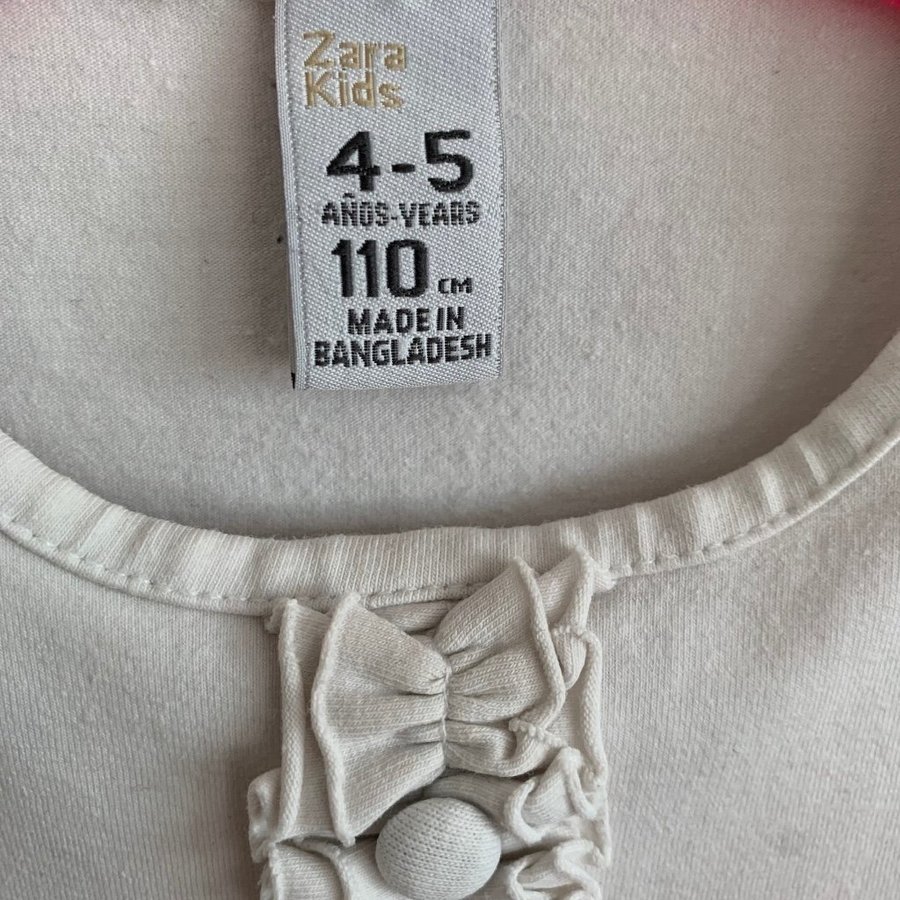 Zara
Kids
4-5
AÑOS-YEARS
110 CM
MADE IN
BANGLADESH